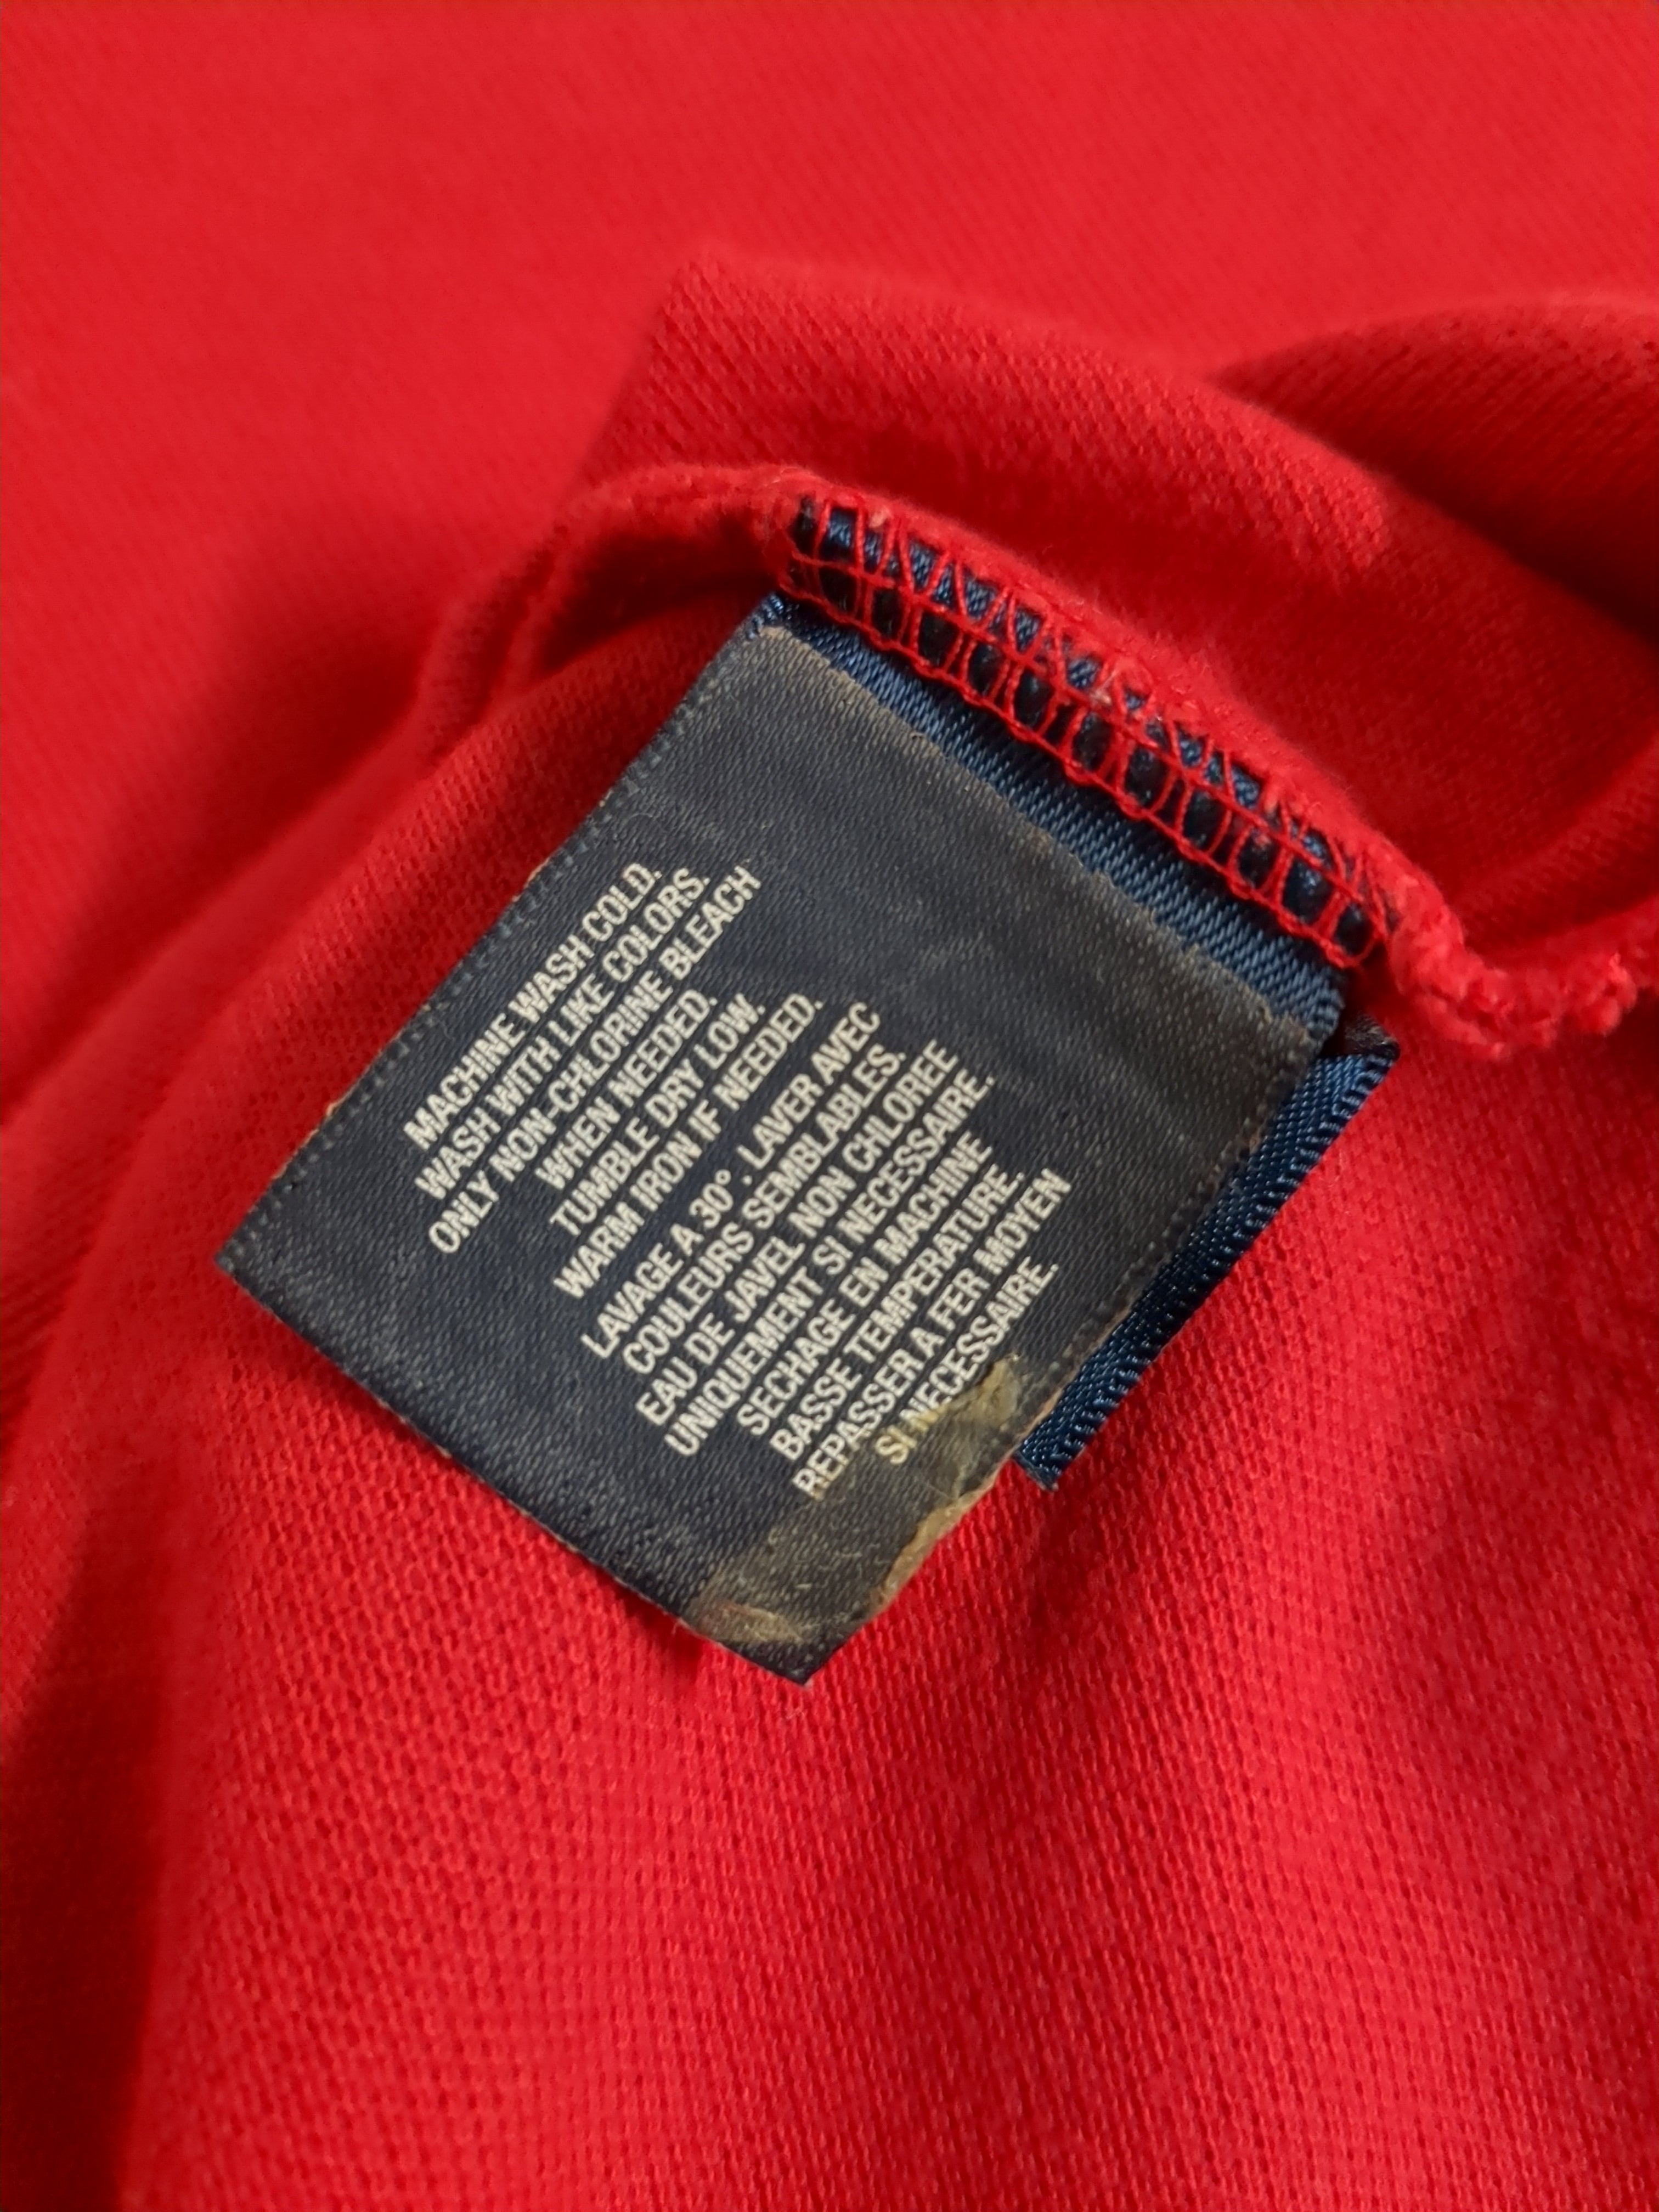 MACHINE WASH COLD.
WASH WITH LIKE COLORS.
ONLY NON-CHLORINE BLEACH
WHEN NEEDED.
TUMBLE DRY LOW.
WARM IRON IF NEEDED.
LAVAGE A 30°. LAVER AVEC
COULEURS SEMBLABLES.
EAU DE JAVEL NON CHLORIEE
UNIQUEMENT SI NECESSAIRE.
SECHAGE EN MACHINE
BASSE TEMPERATURE.
REPASSER A FER MOYEN
SI NECESSAIRE.